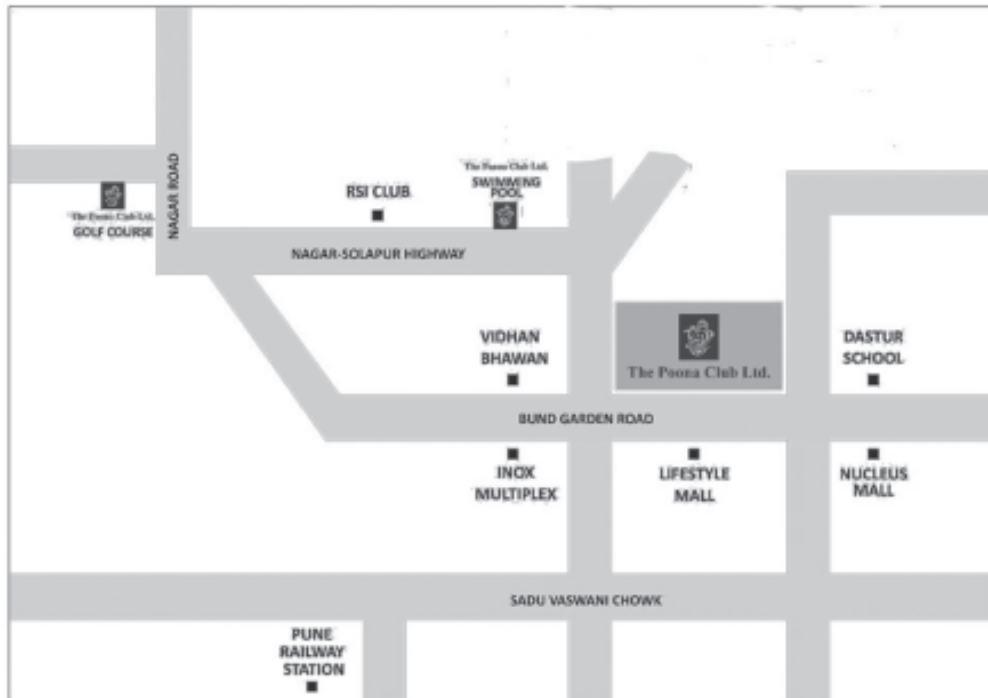 NAGAR ROAD
The Poona Club Ltd.
GOLF COURSE
RSI CLUB
The Poona Club Ltd.
SWIMMING
POOL
NAGAR-SOLAPUR HIGHWAY
VIDHAN
BHAWAN
The Poona Club Ltd.
DASTUR
SCHOOL
BUND GARDEN ROAD
INOX
MULTIPLEX
LIFESTYLE
MALL
NUCLEUS
MALL
SADU VASWANI CHOWK
PUNE
RAILWAY
STATION